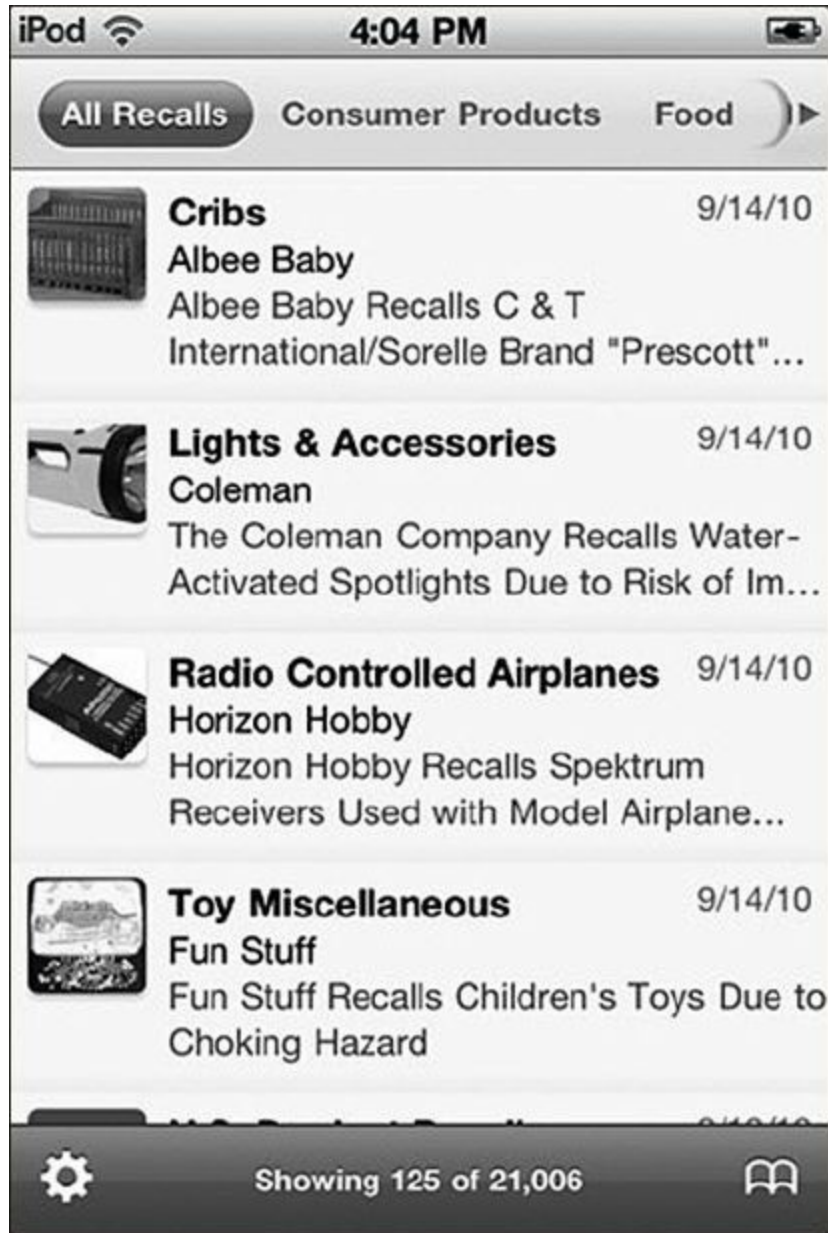 iPod 4:04 PM
All Recalls Consumer Products Food
Cribs 9/14/10
Albee Baby
Albee Baby Recalls C & T
International/Sorelle Brand "Prescott"...
Lights & Accessories 9/14/10
Coleman
The Coleman Company Recalls Water-
Activated Spotlights Due to Risk of Im...
Radio Controlled Airplanes 9/14/10
Horizon Hobby
Horizon Hobby Recalls Spektrum
Receivers Used with Model Airplane...
Toy Miscellaneous 9/14/10
Fun Stuff
Fun Stuff Recalls Children's Toys Due to
Choking Hazard
Showing 125 of 21,006